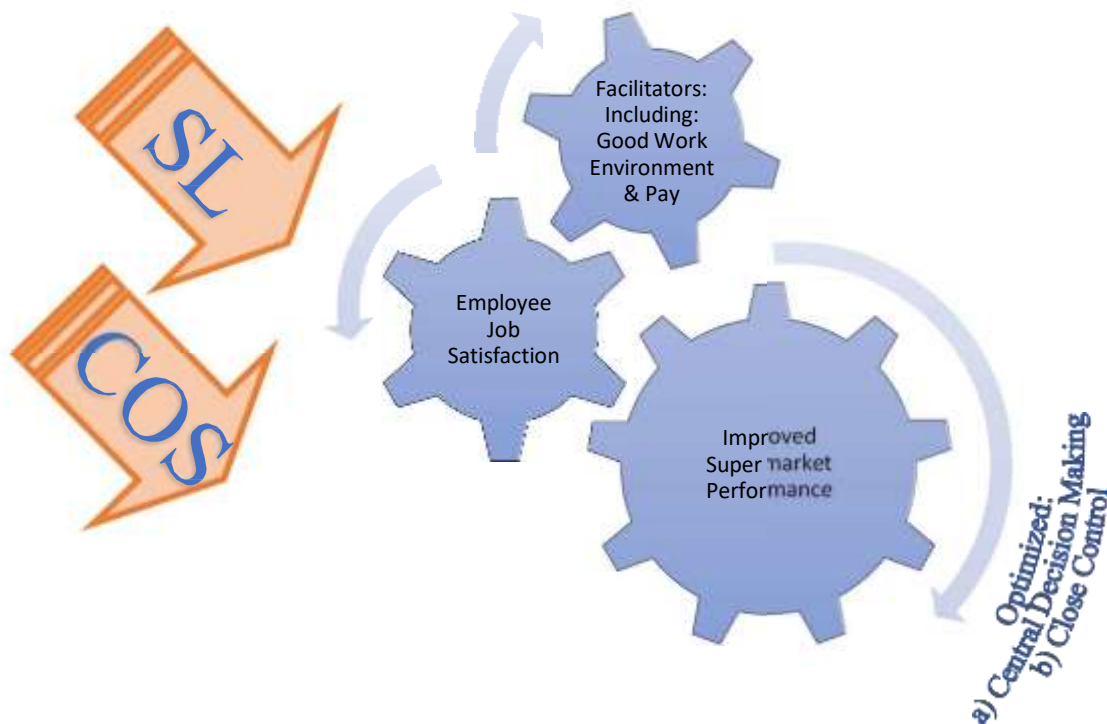 SL
COS
Facilitators:
Including:
Good Work
Environment
& Pay
Employee
Job
Satisfaction
Improved
Super market
Performance
Optimized:
a) Central Decision Making
b) Close Control